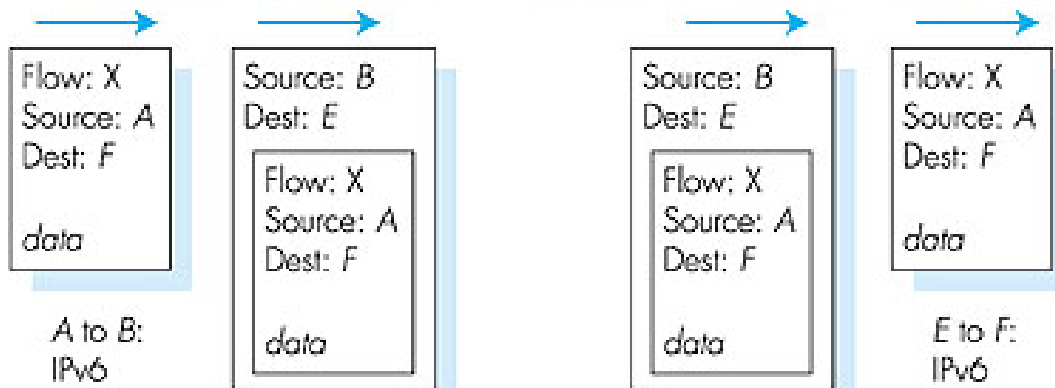 Flow: X
Source: A
Dest: F
data
A to B:
IPv6
Source: B
Dest: E
Flow: X
Source: A
Dest: F
data
Source: B
Dest: E
Flow: X
Source: A
Dest: F
data
Flow: X
Source: A
Dest: F
data
E to F:
IPv6